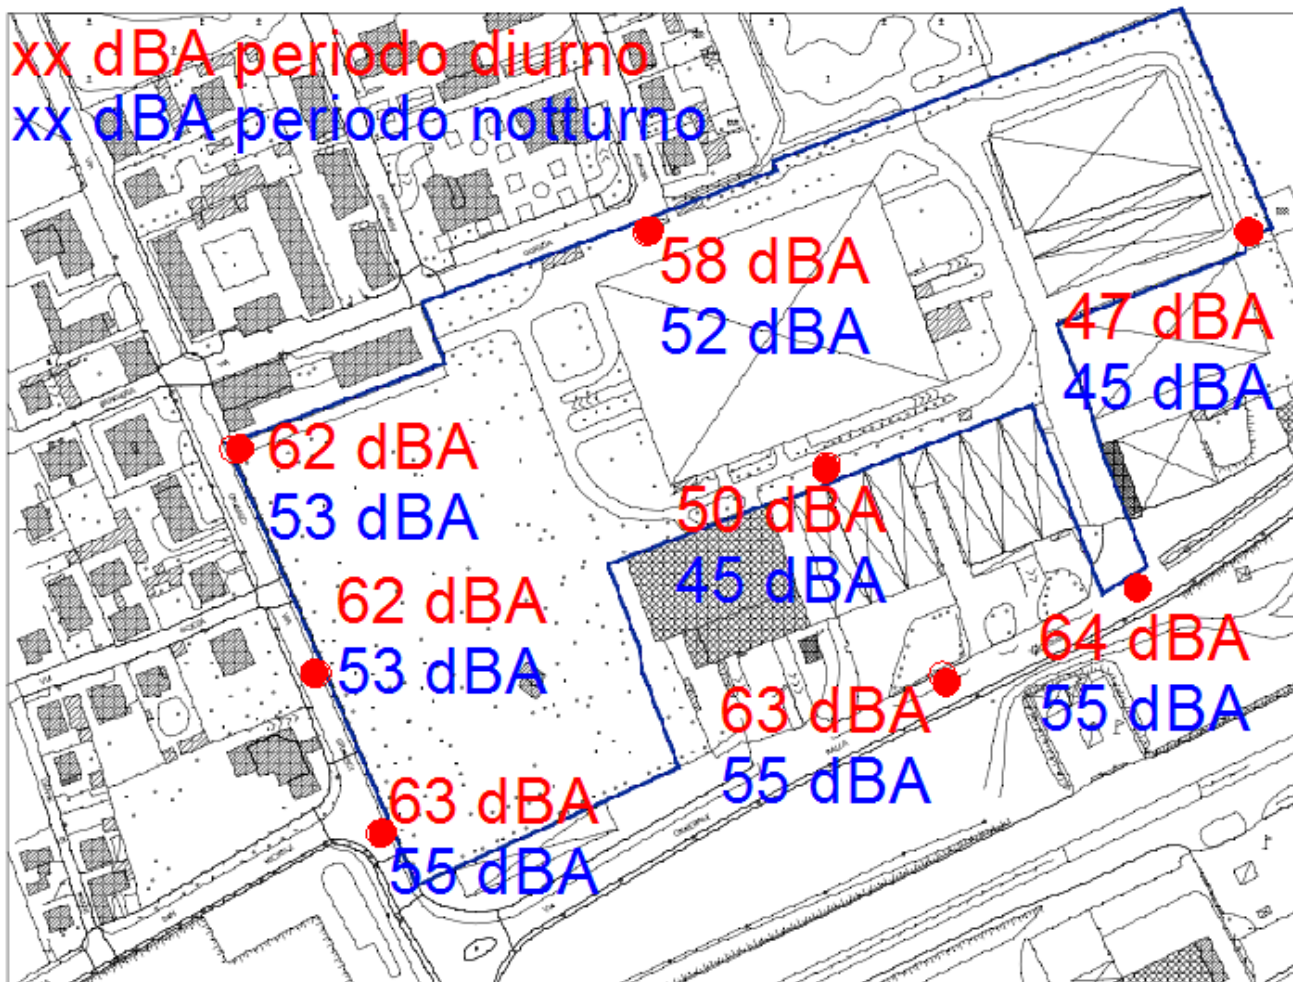 xx dBA periodo diurno
xx dBA periodo notturno
58 dBA
52 dBA
47 dBA
45 dBA
62 dBA
53 dBA
50 dBA
45 dBA
62 dBA
53 dBA
64 dBA
55 dBA
63 dBA
55 dBA
63 dBA
55 dBA